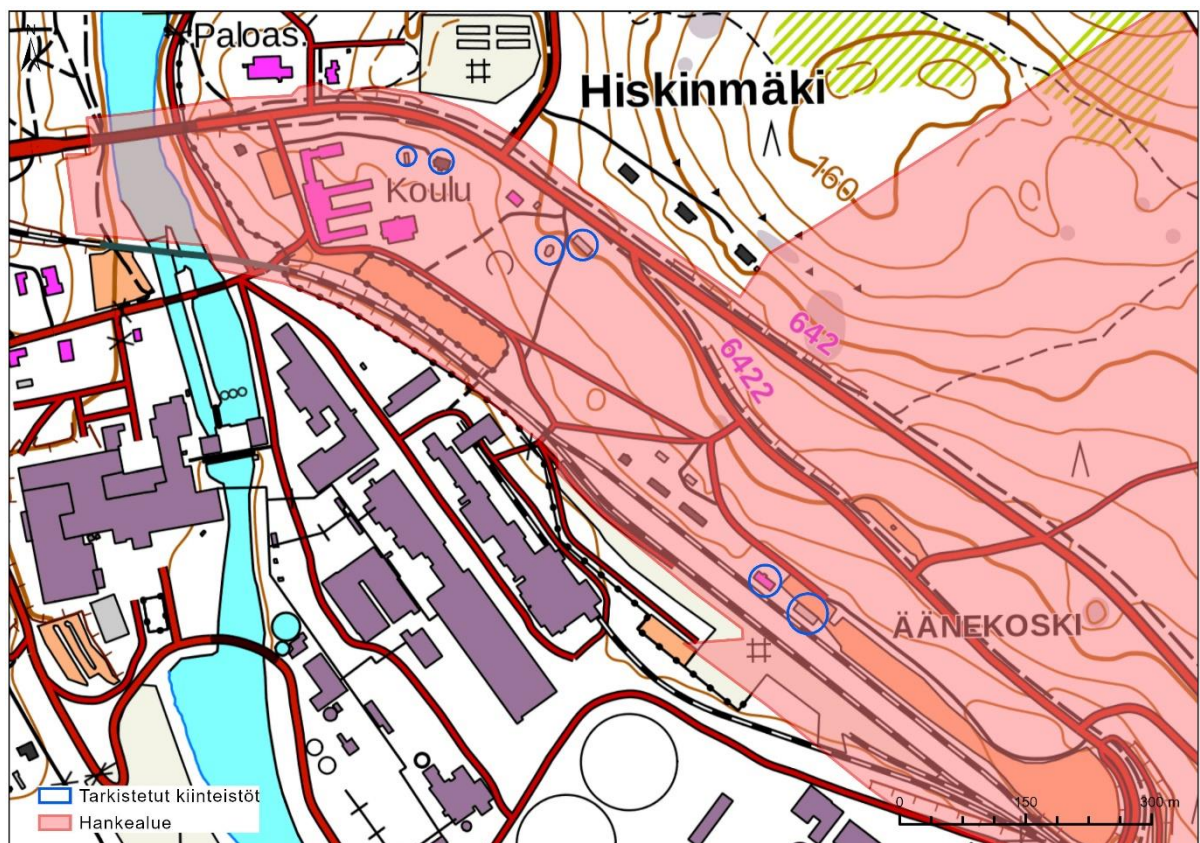 Paloas.
Hiskinmäki
160
Koulu
642
6422
ÄÄNEKOSKI
Tarkistetut kiinteistöt
Hankealue
0 150 300 m